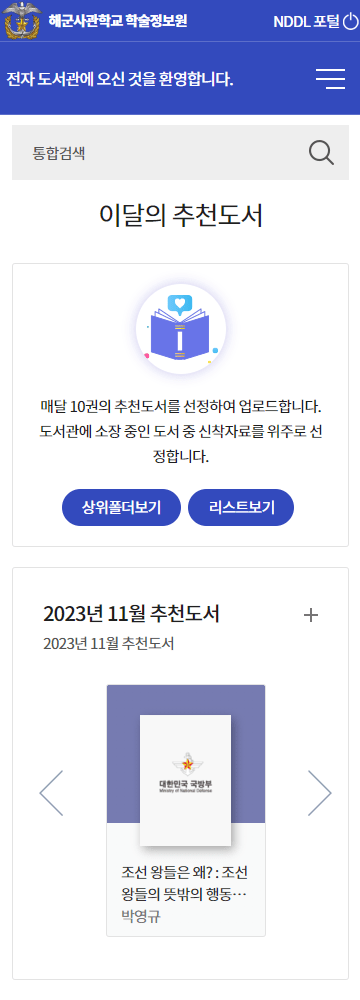 해군사관학교 학술정보원
NDDL 포털
전자 도서관에 오신 것을 환영합니다.
통합검색
이달의 추천도서
매달 10권의 추천도서를 선정하여 업로드합니다.
도서관에 소장 중인 도서 중 신착자료를 위주로 선
정합니다.
상위폴더보기
리스트보기
2023년 11월 추천도서
2023년 11월 추천도서
대한민국 국방부
Ministry of National Defense
조선 왕들은 왜? : 조선
왕들의 뜻밖의 행동…
박영규